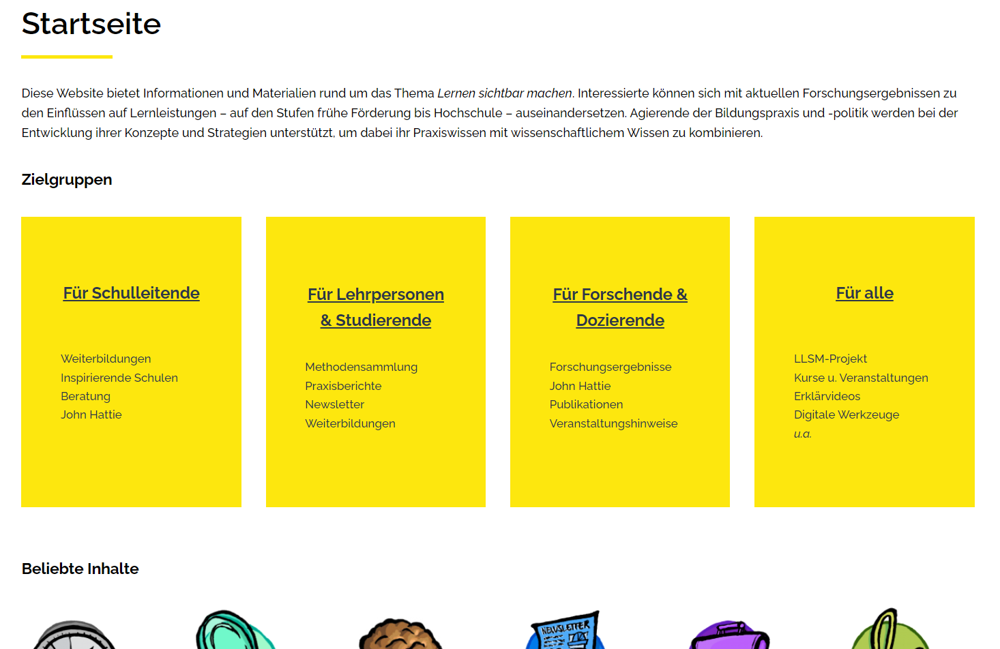 Startseite
Diese Website bietet Informationen und Materialien rund um das Thema Lernen sichtbar machen. Interessierte können sich mit aktuellen Forschungsergebnissen zu
den Einflüssen auf Lernleistungen – auf den Stufen frühe Förderung bis Hochschule – auseinandersetzen. Agierende der Bildungspraxis und -politik werden bei der
Entwicklung ihrer Konzepte und Strategien unterstützt, um dabei ihr Praxiswissen mit wissenschaftlichem Wissen zu kombinieren.
Zielgruppen
Für Schulleitende
Weiterbildungen
Inspirierende Schulen
Beratung
John Hattie
Für Lehrpersonen
& Studierende
Methodensammlung
Praxisberichte
Newsletter
Weiterbildungen
Für Forschende &
Dozierende
Forschungsergebnisse
John Hattie
Publikationen
Veranstaltungshinweise
Für alle
LLSM-Projekt
Kurse u. Veranstaltungen
Erklärvideos
Digitale Werkzeuge
u.a.
Beliebte Inhalte
NEWSLETTER